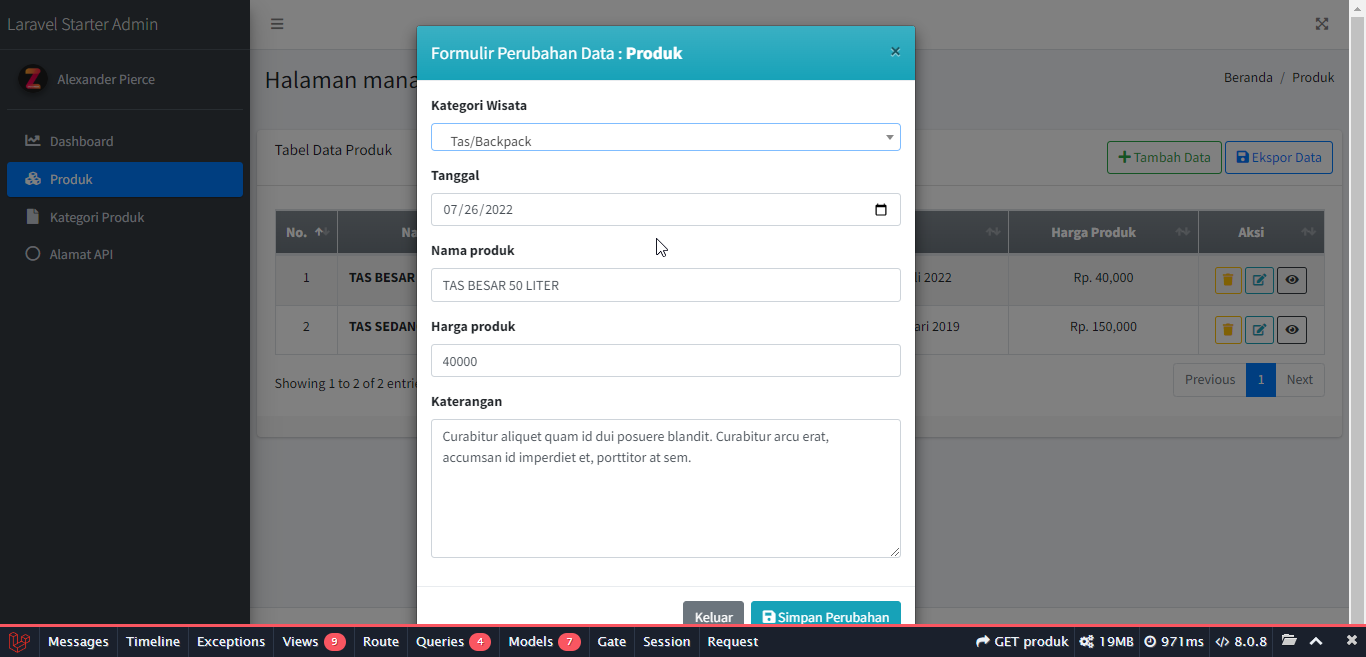 Laravel Starter Admin
Alexander Pierce
Dashboard
Produk
Kategori Produk
Alamat API
Halaman mana
Beranda / Produk
Tabel Data Produk
Tambah Data
Ekspor Data
No.
Na
Harga Produk
Aksi
1
TAS BESAR
li 2022
Rp. 40,000
2
TAS SEDAN
ari 2019
Rp. 150,000
Showing 1 to 2 of 2 entri
Previous
1
Next
Formulir Perubahan Data : Produk
×
Kategori Wisata
Tas/Backpack
Tanggal
07/26/2022
Nama produk
TAS BESAR 50 LITER
Harga produk
40000
Katerangan
Curabitur aliquet quam id dui posuere blandit. Curabitur arcu erat,
accumsan id imperdiet et, porttitor at sem.
Keluar
Simpan Perubahan
Messages
Timeline
Exceptions
Views 9
Route
Queries 4
Models 7
Gate
Session
Request
GET produk
19MB
971ms
8.0.8